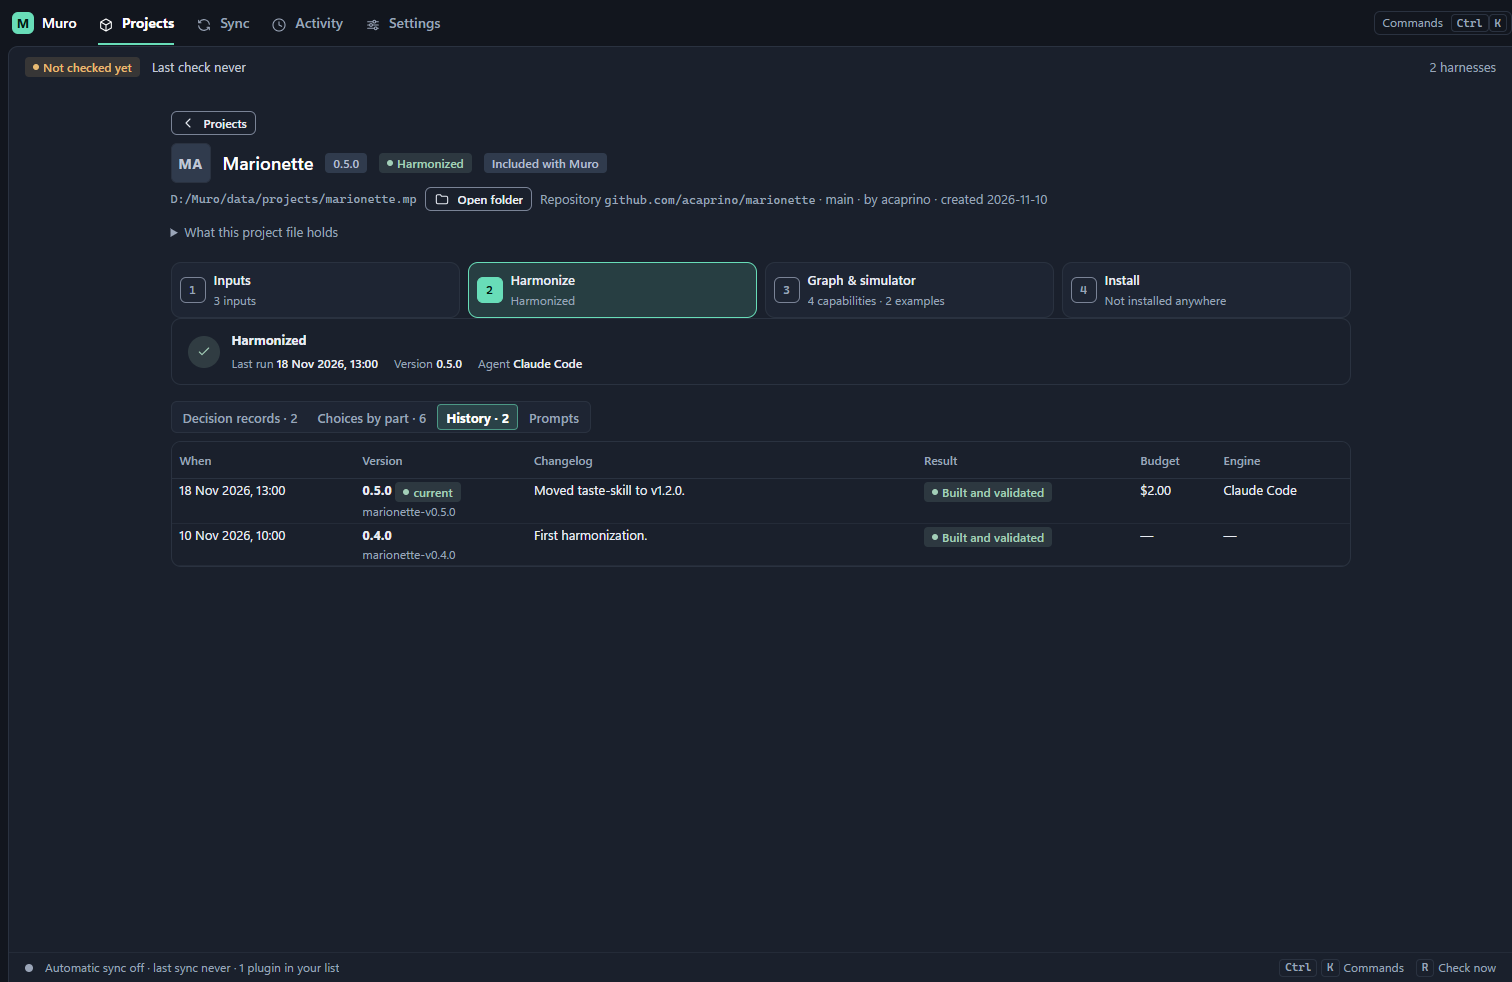 M Muro Projects Sync Activity Settings Commands Ctrl K
Not checked yet Last check never 2 harnesses
Projects
MA Marionette 0.5.0 Harmonized Included with Muro
D:/Muro/data/projects/marionette.mp Open folder Repository github.com/acaprino/marionette · main · by acaprino · created 2026-11-10
What this project file holds
1 Inputs
3 inputs
2 Harmonize
Harmonized
3 Graph & simulator
4 capabilities · 2 examples
4 Install
Not installed anywhere
Harmonized
Last run 18 Nov 2026, 13:00 Version 0.5.0 Agent Claude Code
Decision records · 2 Choices by part · 6 History · 2 Prompts
When Version Changelog Result Budget Engine
18 Nov 2026, 13:00 0.5.0 current Moved taste-skill to v1.2.0. Built and validated $2.00 Claude Code
marionette-v0.5.0
10 Nov 2026, 10:00 0.4.0 First harmonization. Built and validated — —
marionette-v0.4.0
Automatic sync off · last sync never · 1 plugin in your list Ctrl K Commands R Check now